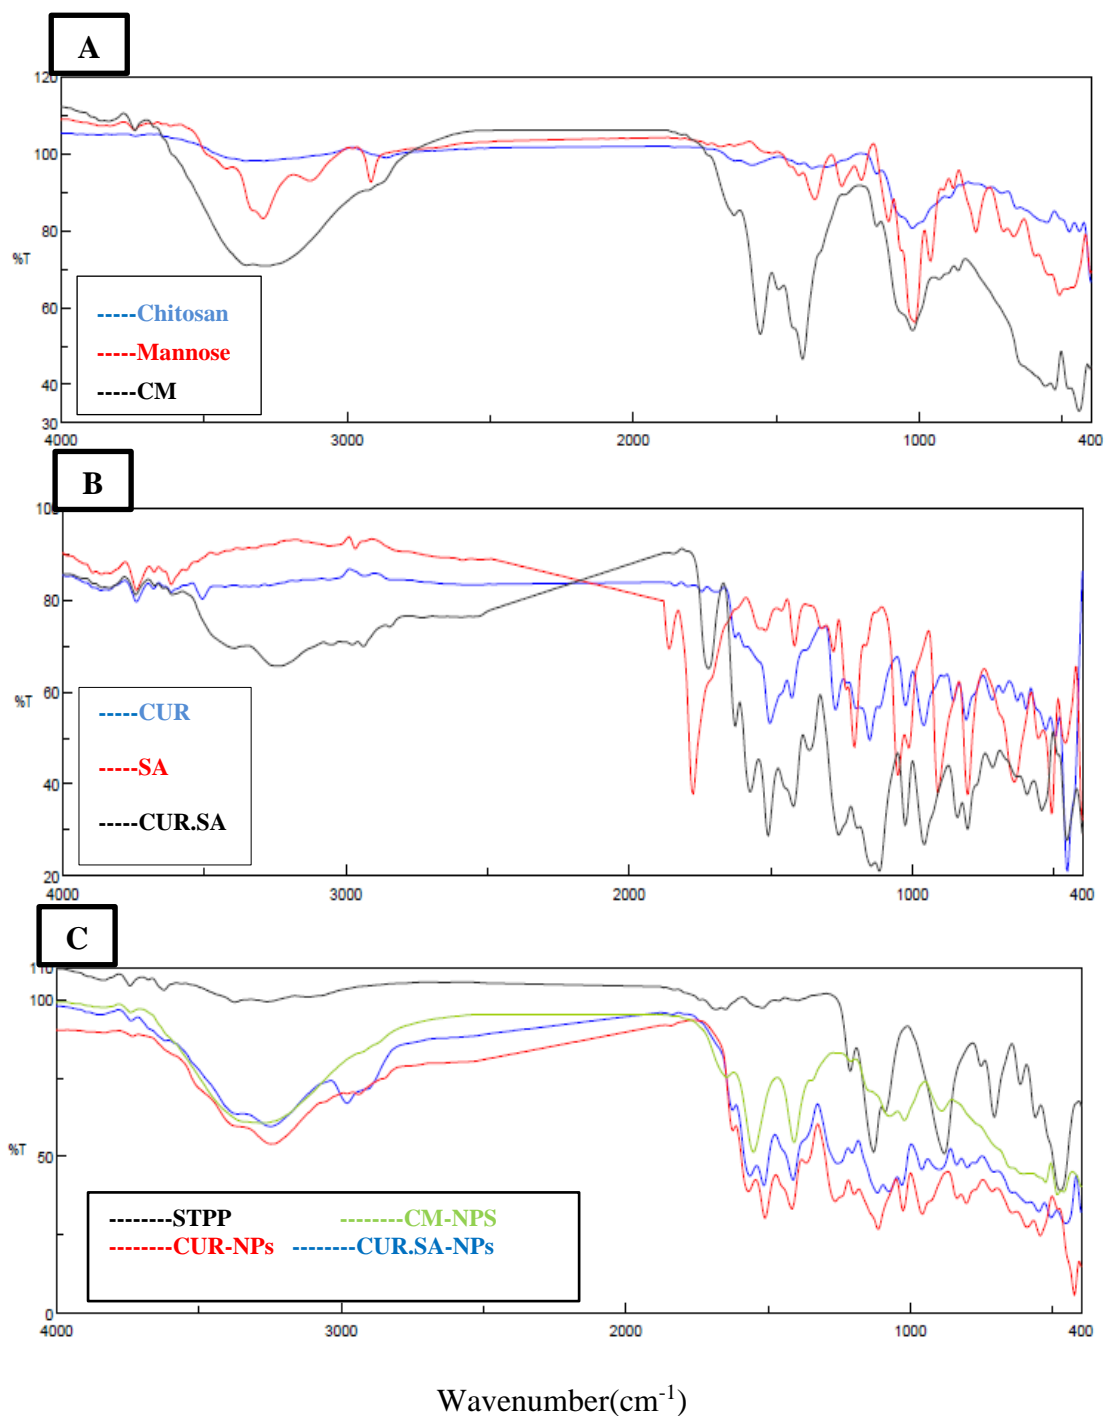 A
120
100
80
%T
60
40
30
-----Chitosan
-----Mannose
-----CM
4000 3000 2000 1000 400
B
100
80
%T
60
40
20
-----CUR
-----SA
-----CUR.SA
4000 3000 2000 1000 400
C
110
100
%T
50
0
-------STPP -------CM-NPS
--------CUR-NPs --------CUR.SA-NPs
4000 3000 2000 1000 400
Wavenumber(cm-1)